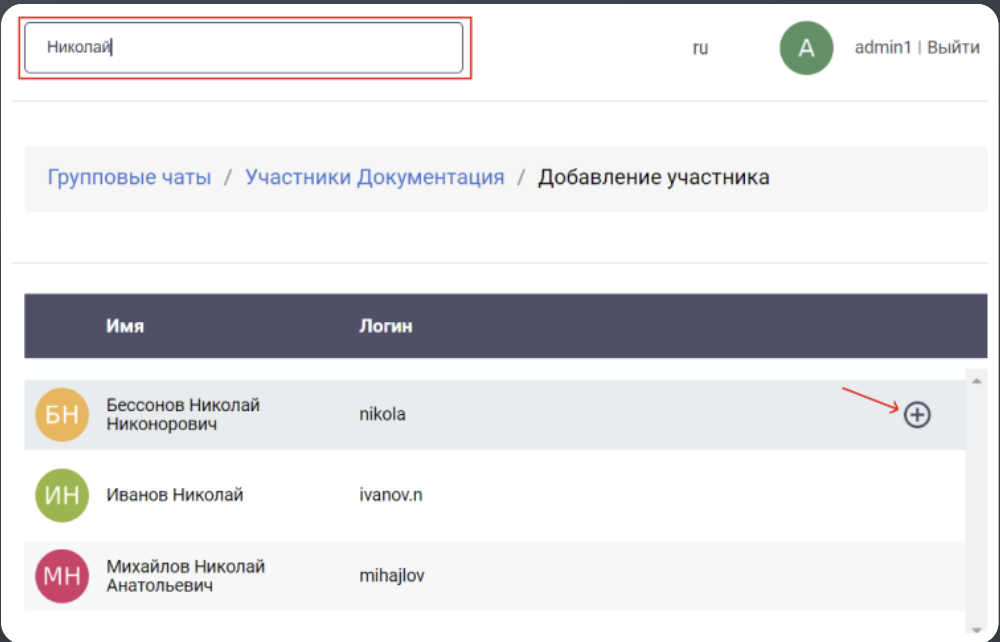 Николай
ru
А
admin1 | Выйти
Групповые чаты / Участники Документация / Добавление участника
Имя
Логин
БН
Бессонов Николай
Никонорович
nikola
ИН
Иванов Николай
ivanov.n
МН
Михайлов Николай
Анатольевич
mihajlov